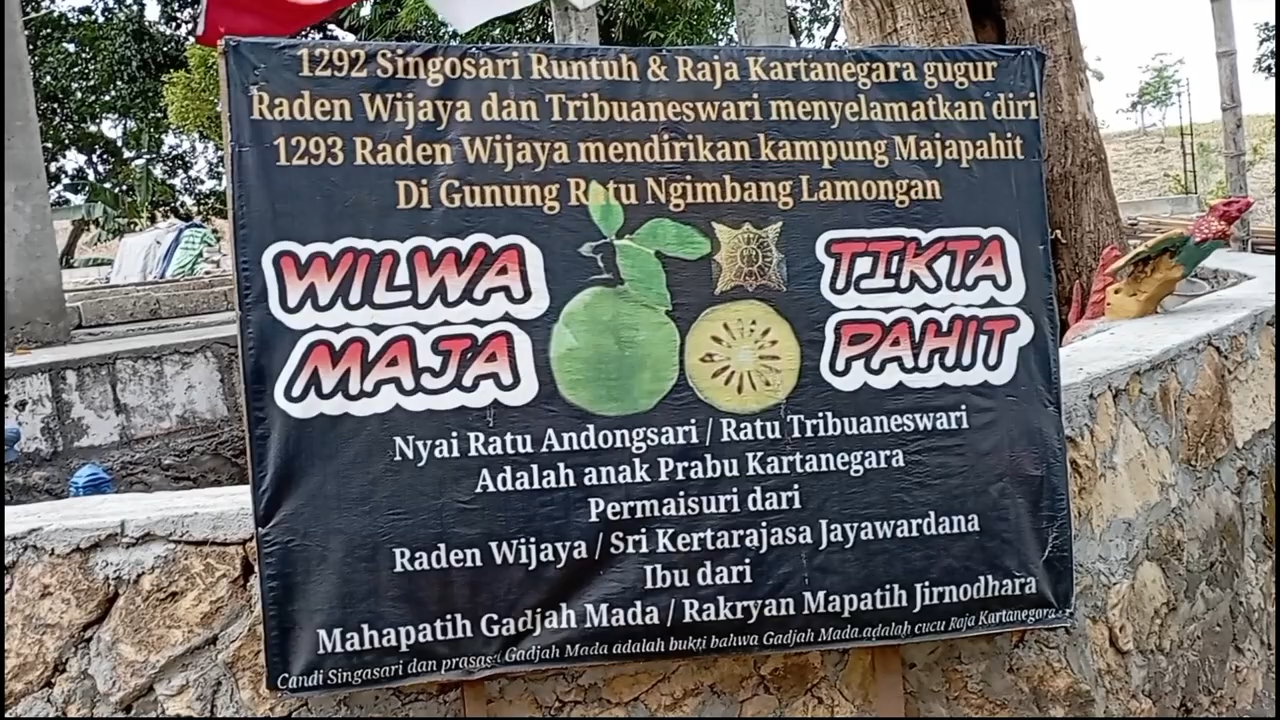 1292 Singosari Runtuh & Raja Kartanegara gugur
Raden Wijaya dan Tribuaneswari menyelamatkan diri
1293 Raden Wijaya mendirikan kampung Majapahit
Di Gunung Ratu Ngimbang Lamongan
WILWA TIKTA
MAJA PAHIT
Nyai Ratu Andongsari / Ratu Tribuaneswari
Adalah anak Prabu Kartanegara
Permaisuri dari
Raden Wijaya / Sri Kertarajasa Jayawardana
Ibu dari
Mahapatih Gadjah Mada / Rakryan Mapatih Jirnodhara
Candi Singasari dan prasasti Gadjah Mada adalah bukti bahwa Gadjah Mada adalah cucu Raja Kartanegara